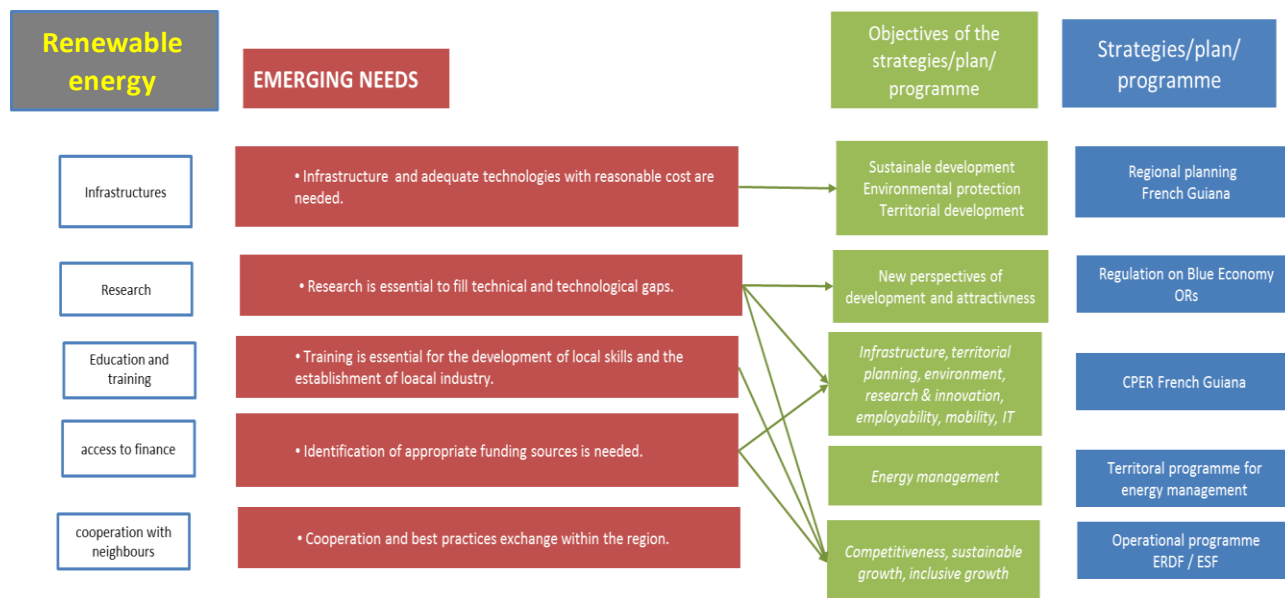 Renewable
energy
EMERGING NEEDS
Objectives of the
strategies/plan/
programme
Strategies/plan/
programme
Infrastructures
• Infrastructure and adequate technologies with reasonable cost are
needed.
Sustainale development
Environmental protection
Territorial development
Regional planning
French Guiana
Research
• Research is essential to fill technical and technological gaps.
New perspectives of
development and attractivness
Regulation on Blue Economy
ORs
Education and
training
• Training is essential for the development of local skills and the
establishment of loacal industry.
Infrastructure, territorial
planning, environment,
research & innovation,
employability, mobility, IT
CPER French Guiana
access to finance
• Identification of appropriate funding sources is needed.
Energy management
Territoral programme for
energy management
cooperation with
neighbours
• Cooperation and best practices exchange within the region.
Competitiveness, sustainable
growth, inclusive growth
Operational programme
ERDF / ESF